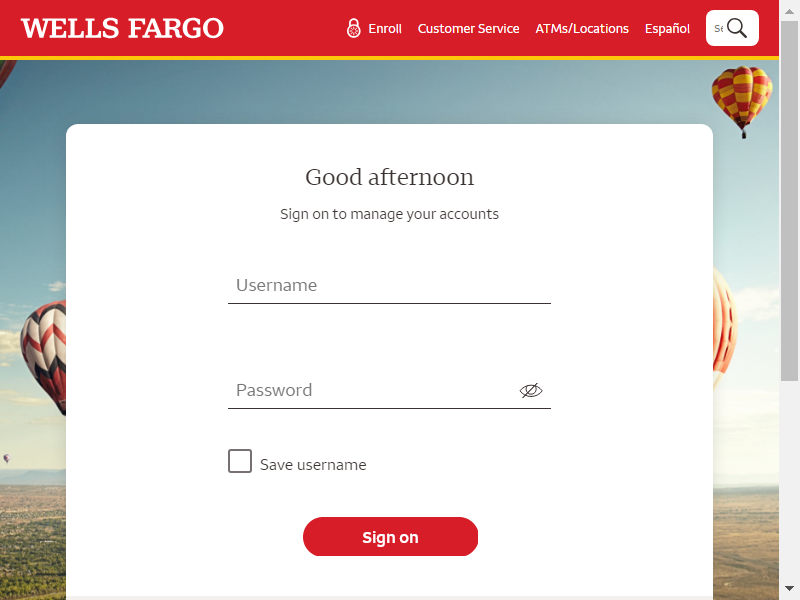 WELLS FARGO
Enroll Customer Service ATMs/Locations Español
Good afternoon
Sign on to manage your accounts
Username
Password
Save username
Sign on